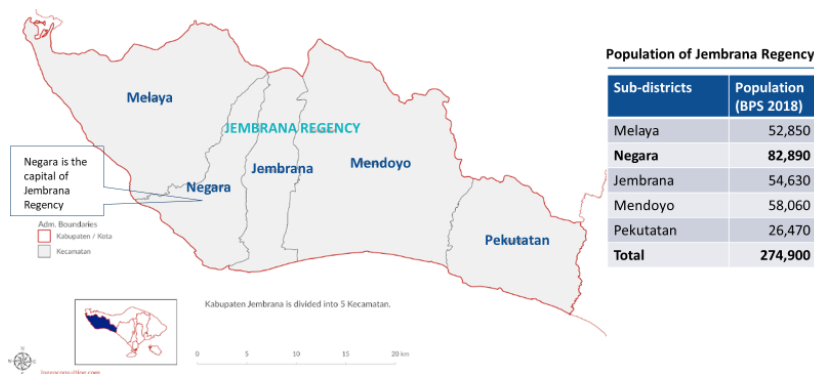 Melaya
JEMBRANA REGENCY
Negara is the
capital of
Jembrana
Regency
Negara
Jembrana
Mendoyo
Pekutatan
Adm. Boundaries
Kabupaten / Kota
Kecamatan
Kabupaten Jembrana is divided into 5 Kecamatan.
0 5 10 20 km
N
W E
S
Population of Jembrana Regency
Sub-districts Population
(BPS 2018)
Melaya 52,850
Negara 82,890
Jembrana 54,630
Mendoyo 58,060
Pekutatan 26,470
Total 274,900